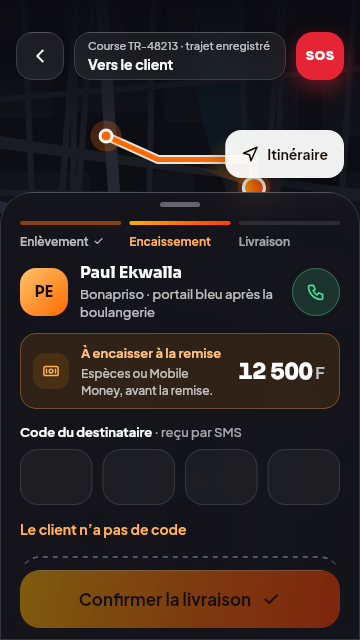 Course TR-48213 · trajet enregistré
Vers le client
SOS
Itinéraire
Enlèvement
Encaissement
Livraison
PE
Paul Ekwalla
Bonapriso · portail bleu après la
boulangerie
À encaisser à la remise
Espèces ou Mobile
Money, avant la remise.
12 500 F
Code du destinataire · reçu par SMS
Le client n’a pas de code
Confirmer la livraison